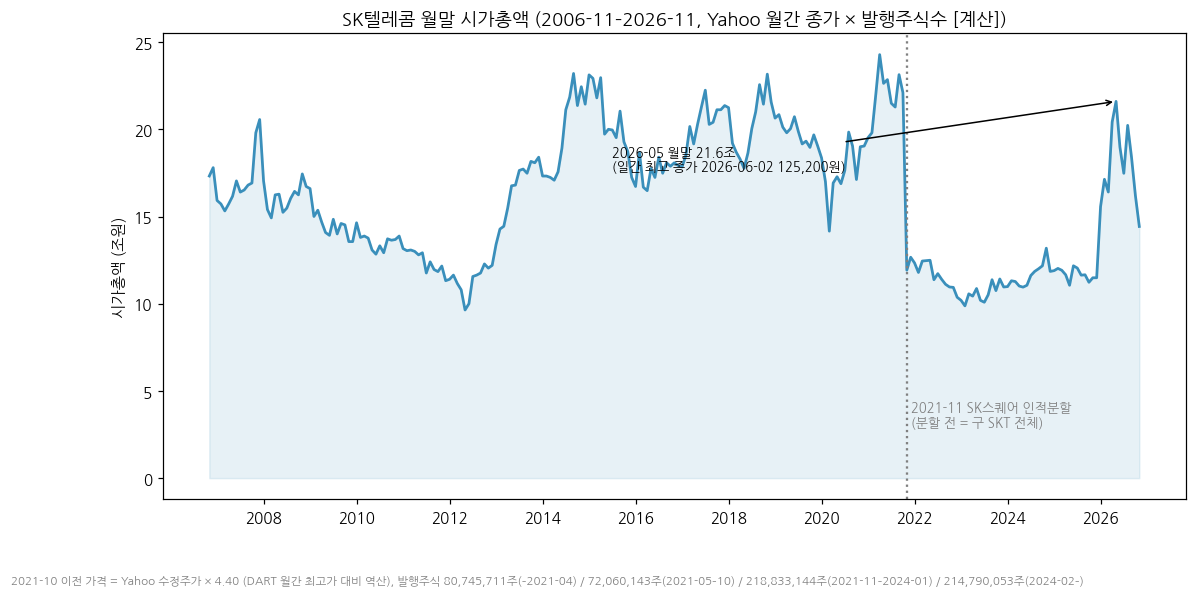 SK텔레콤 월말 시가총액 (2006-11-2026-11, Yahoo 월간 종가 × 발행주식수 [계산])
시가총액 (조원)
25
20
15
10
5
0
2026-05 월말 21.6조
(일간 최고 종가 2026-06-02 125,200원)
2021-11 SK스퀘어 인적분할
(분할 전 = 구 SKT 전체)
2008 2010 2012 2014 2016 2018 2020 2022 2024 2026
2021-10 이전 가격 = Yahoo 수정주가 × 4.40 (DART 월간 최고가 대비 역산), 발행주식 80,745,711주(-2021-04) / 72,060,143주(2021-05-10) / 218,833,144주(2021-11-2024-01) / 214,790,053주(2024-02-)